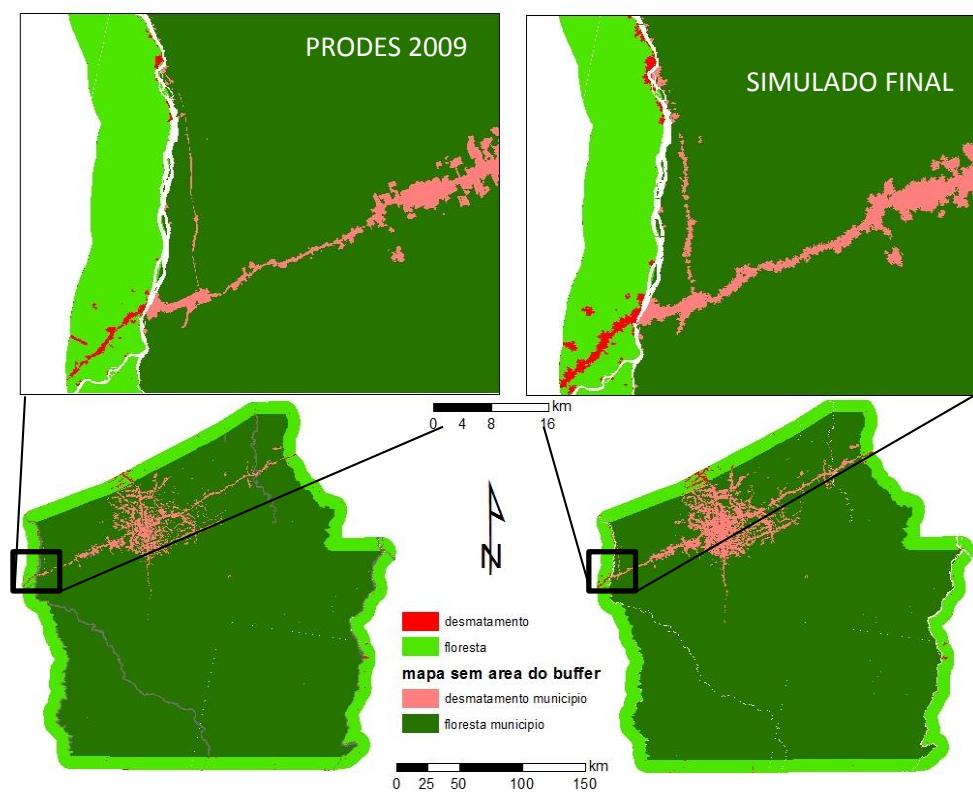 PRODES 2009
SIMULADO FINAL
km
0 4 8 16
N
desmatamento
floresta
mapa sem area do buffer
desmatamento municipio
floresta municipio
km
0 25 50 100 150